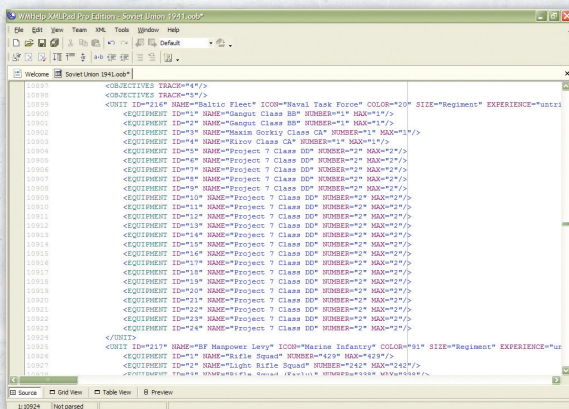 WMHelp XMLPad Pro Edition - Soviet Union 1941.oob*
File Edit View Team XML Tools Window Help
Default
a-b
Welcome Soviet Union 1941.oob*
10897 <OBJECTIVES TRACK="4"/>
10898 <OBJECTIVES TRACK="5"/>
10899 <UNIT ID="216" NAME="Baltic Fleet" ICON="Naval Task Force" COLOR="20" SIZE="Regiment" EXPERIENCE="untri
10900 <EQUIPMENT ID="1" NAME="Gangut Class BB" NUMBER="1" MAX="1"/>
10901 <EQUIPMENT ID="2" NAME="Gangut Class BB" NUMBER="1" MAX="1"/>
10902 <EQUIPMENT ID="3" NAME="Maxim Gorkiy Class CA" NUMBER="1" MAX="1"/>
10903 <EQUIPMENT ID="4" NAME="Kirov Class CA" NUMBER="1" MAX="1"/>
10904 <EQUIPMENT ID="5" NAME="Project 7 Class DD" NUMBER="2" MAX="2"/>
10905 <EQUIPMENT ID="6" NAME="Project 7 Class DD" NUMBER="2" MAX="2"/>
10906 <EQUIPMENT ID="7" NAME="Project 7 Class DD" NUMBER="2" MAX="2"/>
10907 <EQUIPMENT ID="8" NAME="Project 7 Class DD" NUMBER="2" MAX="2"/>
10908 <EQUIPMENT ID="9" NAME="Project 7 Class DD" NUMBER="2" MAX="2"/>
10909 <EQUIPMENT ID="10" NAME="Project 7 Class DD" NUMBER="2" MAX="2"/>
10910 <EQUIPMENT ID="11" NAME="Project 7 Class DD" NUMBER="2" MAX="2"/>
10911 <EQUIPMENT ID="12" NAME="Project 7 Class DD" NUMBER="2" MAX="2"/>
10912 <EQUIPMENT ID="13" NAME="Project 7 Class DD" NUMBER="2" MAX="2"/>
10913 <EQUIPMENT ID="14" NAME="Project 7 Class DD" NUMBER="2" MAX="2"/>
10914 <EQUIPMENT ID="15" NAME="Project 7 Class DD" NUMBER="2" MAX="2"/>
10915 <EQUIPMENT ID="16" NAME="Project 7 Class DD" NUMBER="2" MAX="2"/>
10916 <EQUIPMENT ID="17" NAME="Project 7 Class DD" NUMBER="2" MAX="2"/>
10917 <EQUIPMENT ID="18" NAME="Project 7 Class DD" NUMBER="2" MAX="2"/>
10918 <EQUIPMENT ID="19" NAME="Project 7 Class DD" NUMBER="2" MAX="2"/>
10919 <EQUIPMENT ID="20" NAME="Project 7 Class DD" NUMBER="2" MAX="2"/>
10920 <EQUIPMENT ID="21" NAME="Project 7 Class DD" NUMBER="2" MAX="2"/>
10921 <EQUIPMENT ID="22" NAME="Project 7 Class DD" NUMBER="2" MAX="2"/>
10922 <EQUIPMENT ID="23" NAME="Project 7 Class DD" NUMBER="2" MAX="2"/>
10923 <EQUIPMENT ID="24" NAME="Project 7 Class DD" NUMBER="2" MAX="2"/>
10924 </UNIT>
10925 <UNIT ID="217" NAME="BF Manpower Levy" ICON="Marine Infantry" COLOR="91" SIZE="Regiment" EXPERIENCE="un
10926 <EQUIPMENT ID="1" NAME="Rifle Squad" NUMBER="429" MAX="429"/>
10927 <EQUIPMENT ID="2" NAME="Light Rifle Squad" NUMBER="242" MAX="242"/>
10928 <EQUIPMENT ID="3" NAME="Rifle Squad (Early)" NUMBER="998" MAX="998"/>
Source Grid View Table View Preview
1:10924 Not parsed